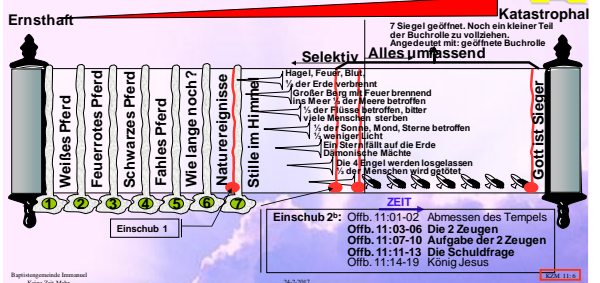 Ernsthaft
Katastrophal
7 Siegel geöffnet. Noch ein kleiner Teil
der Buchrolle zu vollziehen.
Angedeutet mit: geöffnete Buchrolle
Selektiv
Alles umfassend
Weißes Pferd
Feuerrotes Pferd
Schwarzes Pferd
Fahles Pferd
Wie lange noch?
Naturereignisse
Stille im Himmel
Hagel, Feuer, Blut,
⅓ der Erde verbrennt
Großer Berg mit Feuer brennend
ins Meer ⅓ der Meere betroffen
⅓ der Flüsse betroffen, bitter
viele Menschen sterben
⅓ der Sonne, Mond, Sterne betroffen
⅓ weniger Licht
Ein Stern fällt auf die Erde
Dämonische Mächte
Die 4 Engel werden losgelassen
⅓ der Menschen wird getötet
Gott ist Sieger
1 2 3 4 5 6 7
ZEIT
Einschub 1
Einschub 2b: Offb. 11:01-02 Abmessen des Tempels
Offb. 11:03-06 Die 2 Zeugen
Offb. 11:07-10 Aufgabe der 2 Zeugen
Offb. 11:11-13 Die Schuldfrage
Offb. 11:14-19 König Jesus
Baptistengemeinde Immanuel
Keine Zeit Mehr
24-2-2017
KZM 11: 6